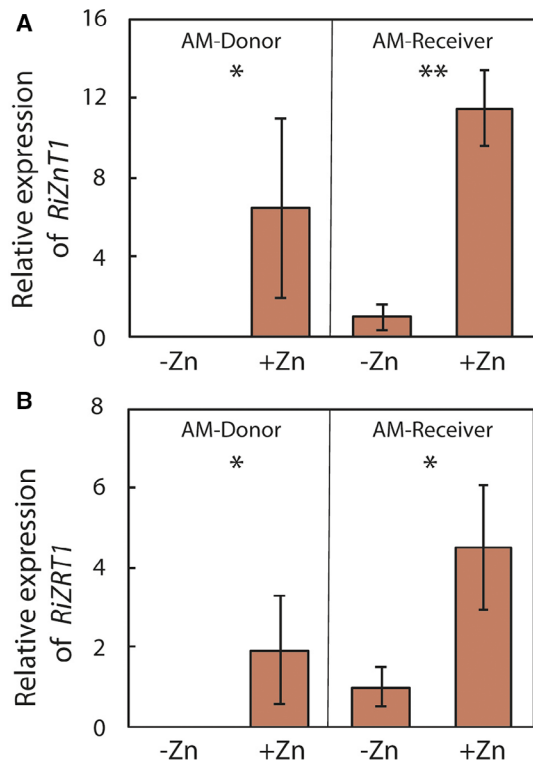 A
16
12
8
4
0
Relative expression
of RiZnT1
AM-Donor
*
AM-Receiver
**
-Zn
+Zn
-Zn
+Zn
B
8
6
4
2
0
Relative expression
of RiZRT1
AM-Donor
*
AM-Receiver
*
-Zn
+Zn
-Zn
+Zn